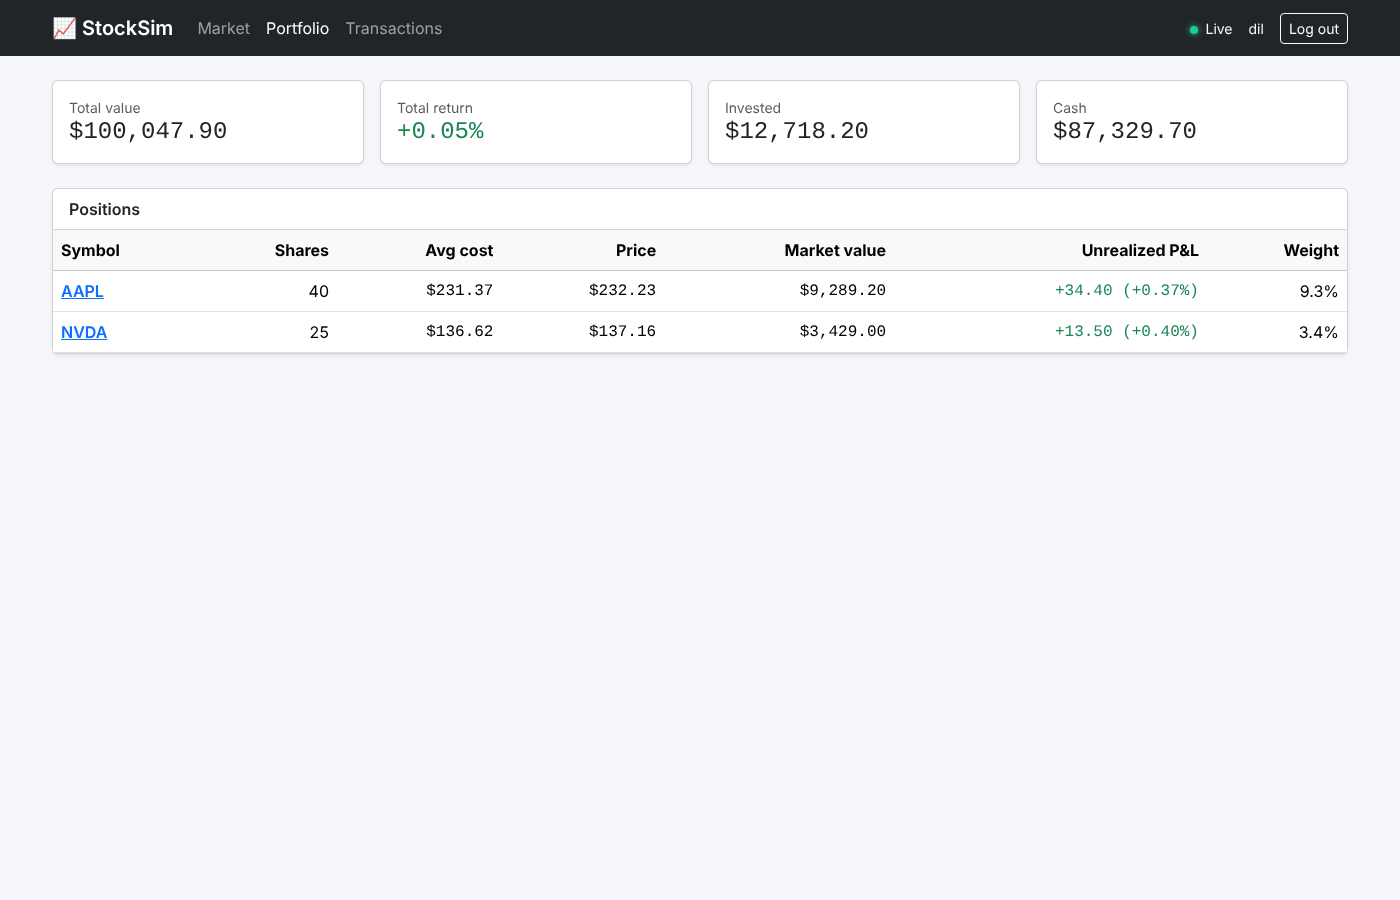 StockSim Market Portfolio Transactions Live dil Log out
Total value Total return Invested Cash
$100,047.90 +0.05% $12,718.20 $87,329.70
Positions
Symbol Shares Avg cost Price Market value Unrealized P&L Weight
AAPL 40 $231.37 $232.23 $9,289.20 +34.40 (+0.37%) 9.3%
NVDA 25 $136.62 $137.16 $3,429.00 +13.50 (+0.40%) 3.4%